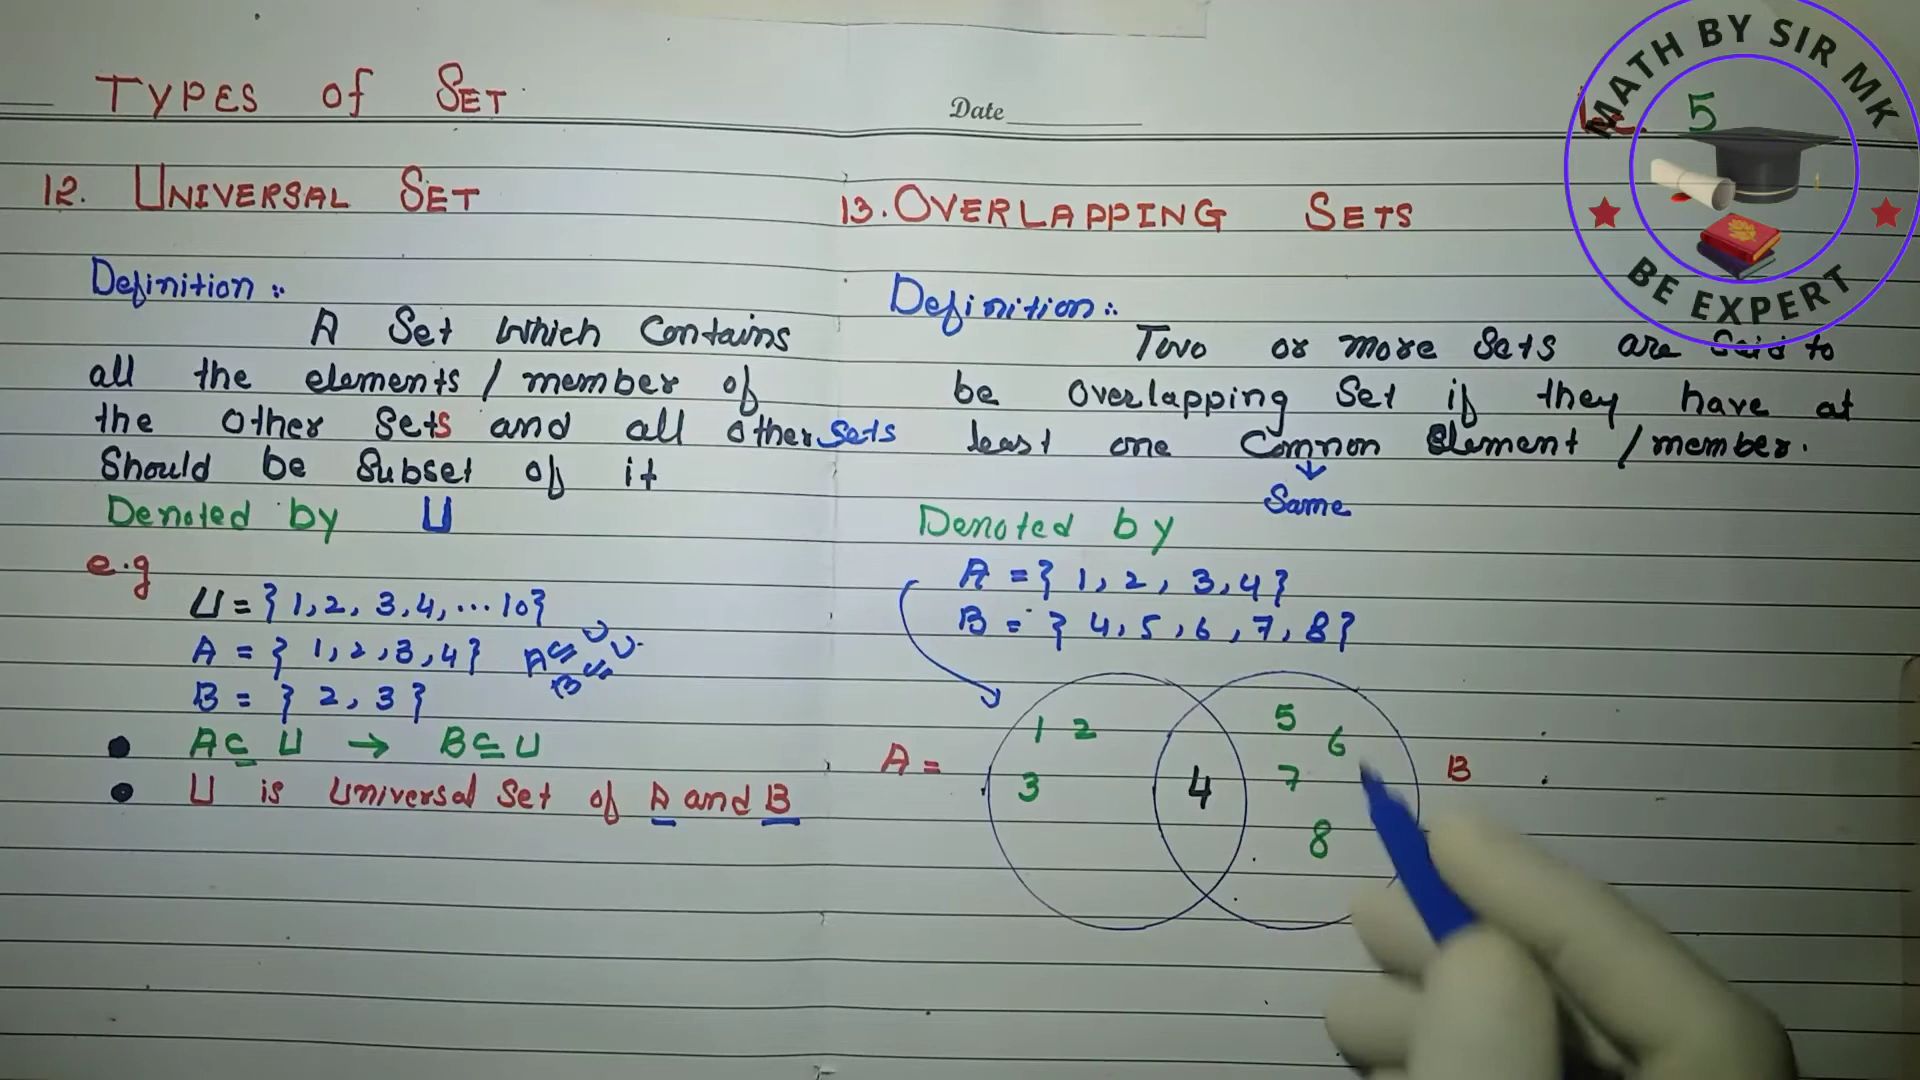 Types of Set
Date
5
12. Universal Set
Definition :
A Set which Contains
all the elements / member of
the other Sets and all other sets
Should be Subset of it
Denoted by U
e.g
U = { 1, 2, 3, 4, ... 10}
A = { 1, 2, 3, 4}
B = { 2, 3 }
A ⊆ U → B ⊆ U
U is Universal Set of A and B
13. Overlapping Sets
Definition :
Two or more Sets are Said to
be overlapping Set if they have at
least one Common Element / member.
Same
Denoted by
A = { 1, 2, 3, 4 }
B = { 4, 5, 6, 7, 8 }
1 2
3
4
5
6
7
8
A =
B
MATH BY SIR MK
BE EXPERT